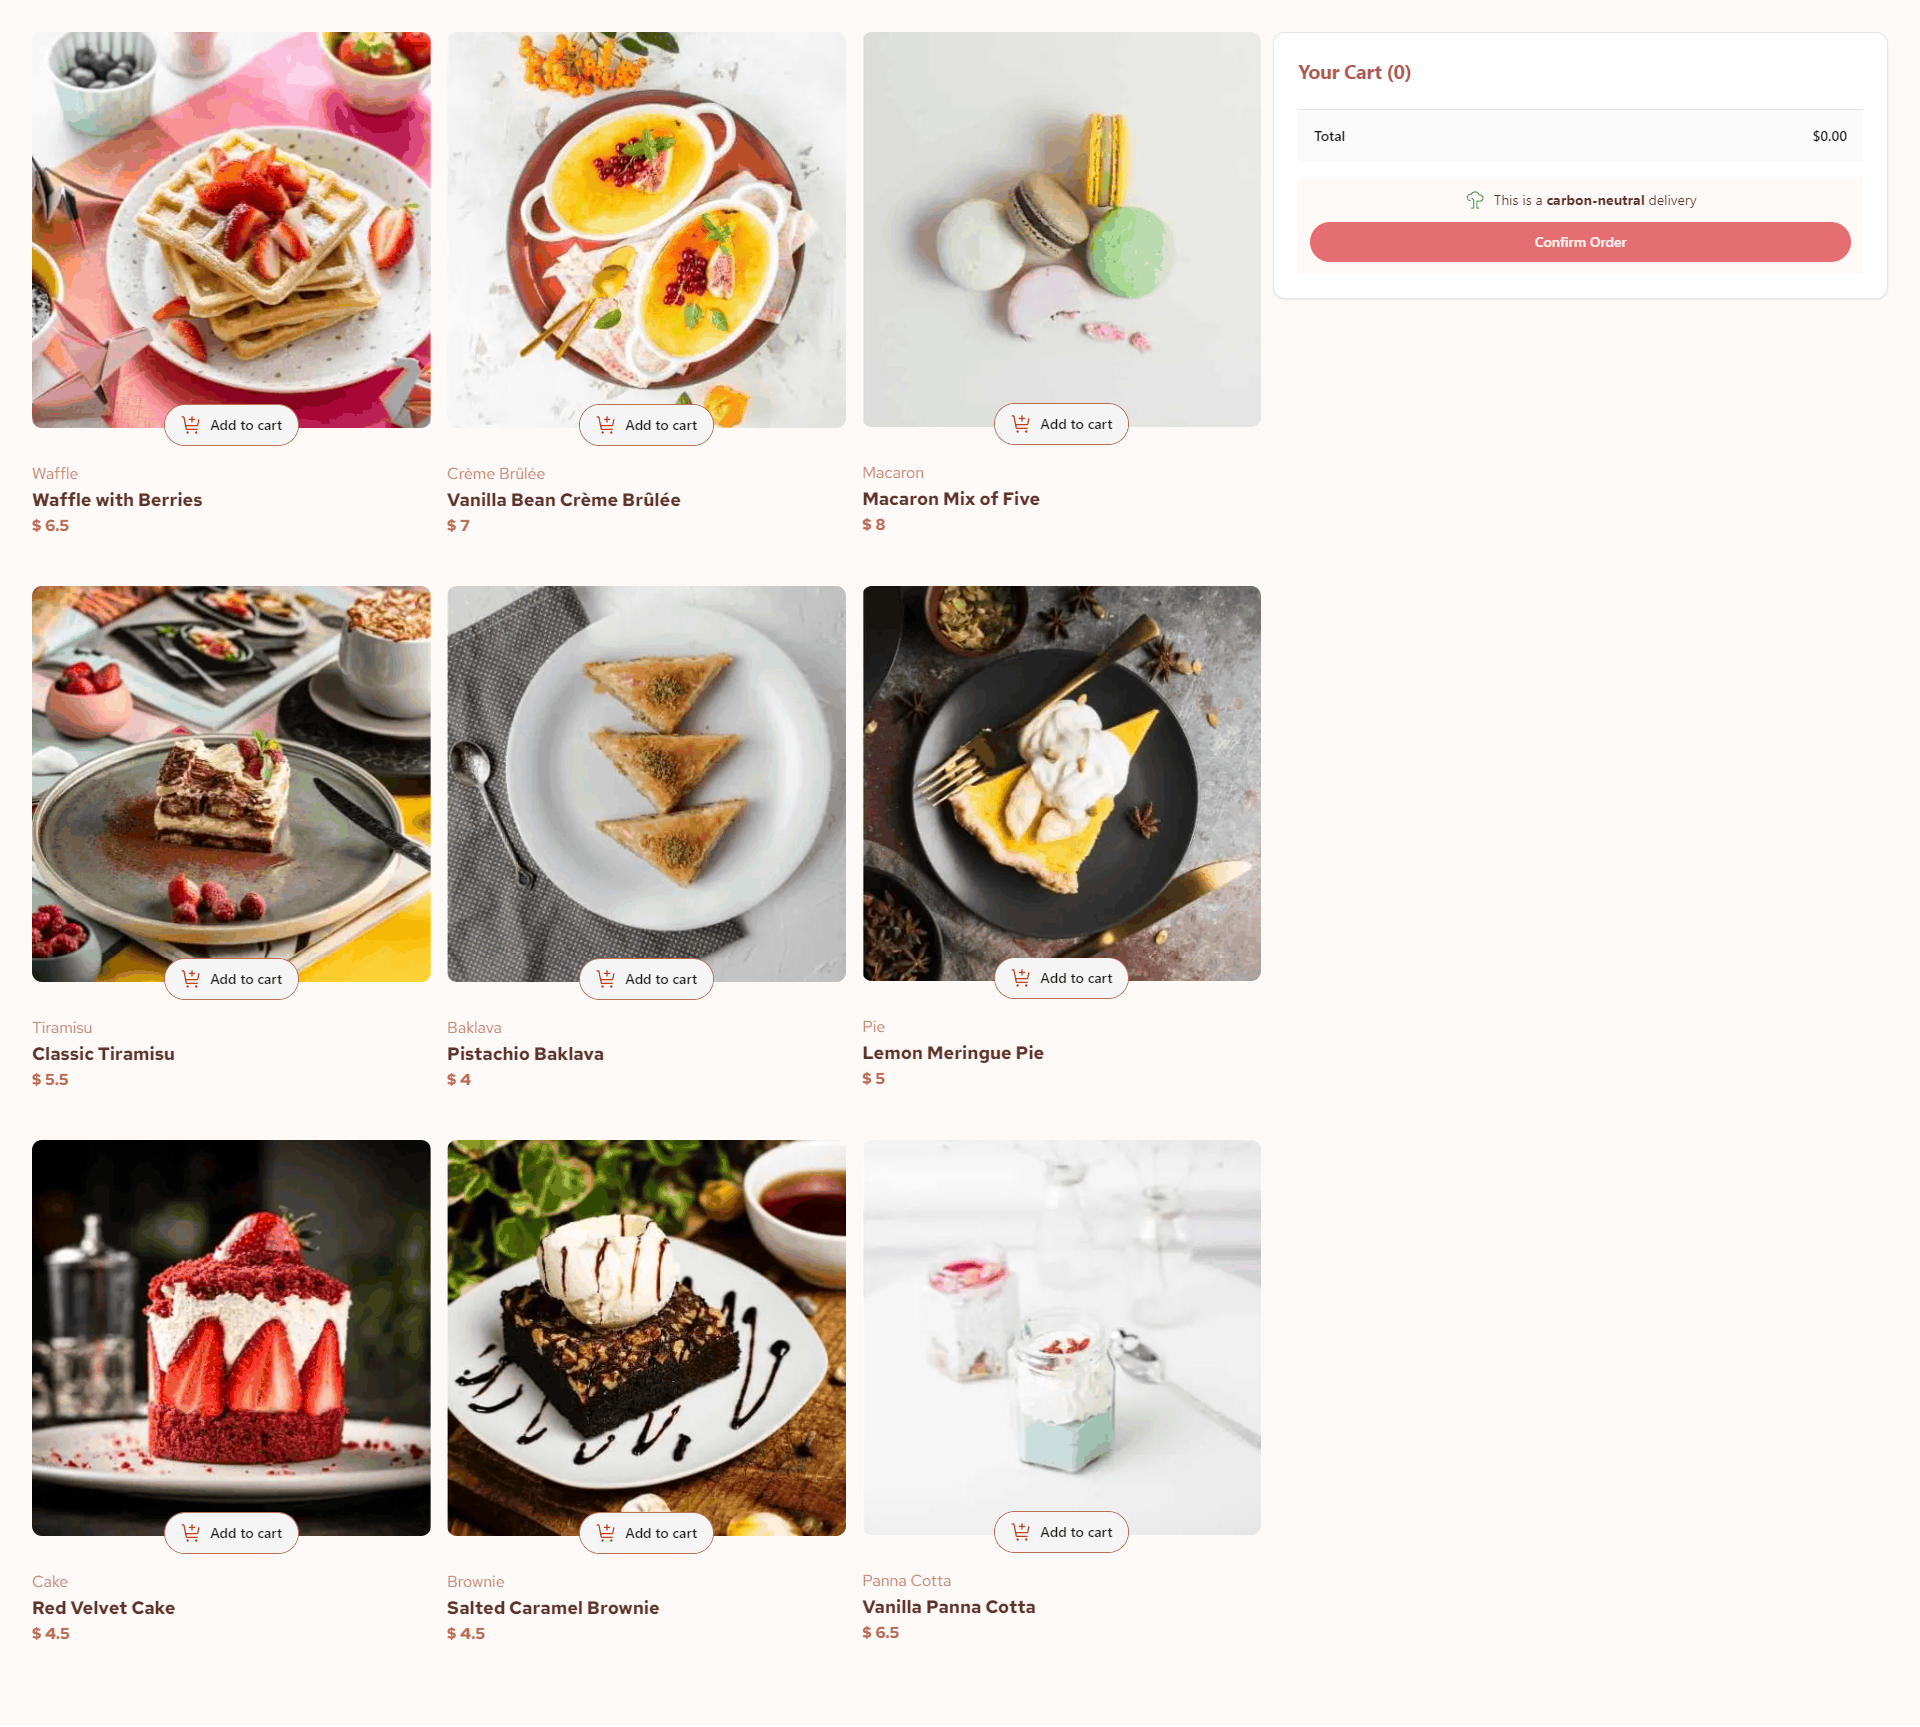 Add to cart
Waffle
Waffle with Berries
$ 6.5
Add to cart
Crème Brûlée
Vanilla Bean Crème Brûlée
$ 7
Add to cart
Macaron
Macaron Mix of Five
$ 8
Add to cart
Tiramisu
Classic Tiramisu
$ 5.5
Add to cart
Baklava
Pistachio Baklava
$ 4
Add to cart
Pie
Lemon Meringue Pie
$ 5
Add to cart
Cake
Red Velvet Cake
$ 4.5
Add to cart
Brownie
Salted Caramel Brownie
$ 4.5
Add to cart
Panna Cotta
Vanilla Panna Cotta
$ 6.5
Your Cart (0)
Total $0.00
This is a carbon-neutral delivery
Confirm Order